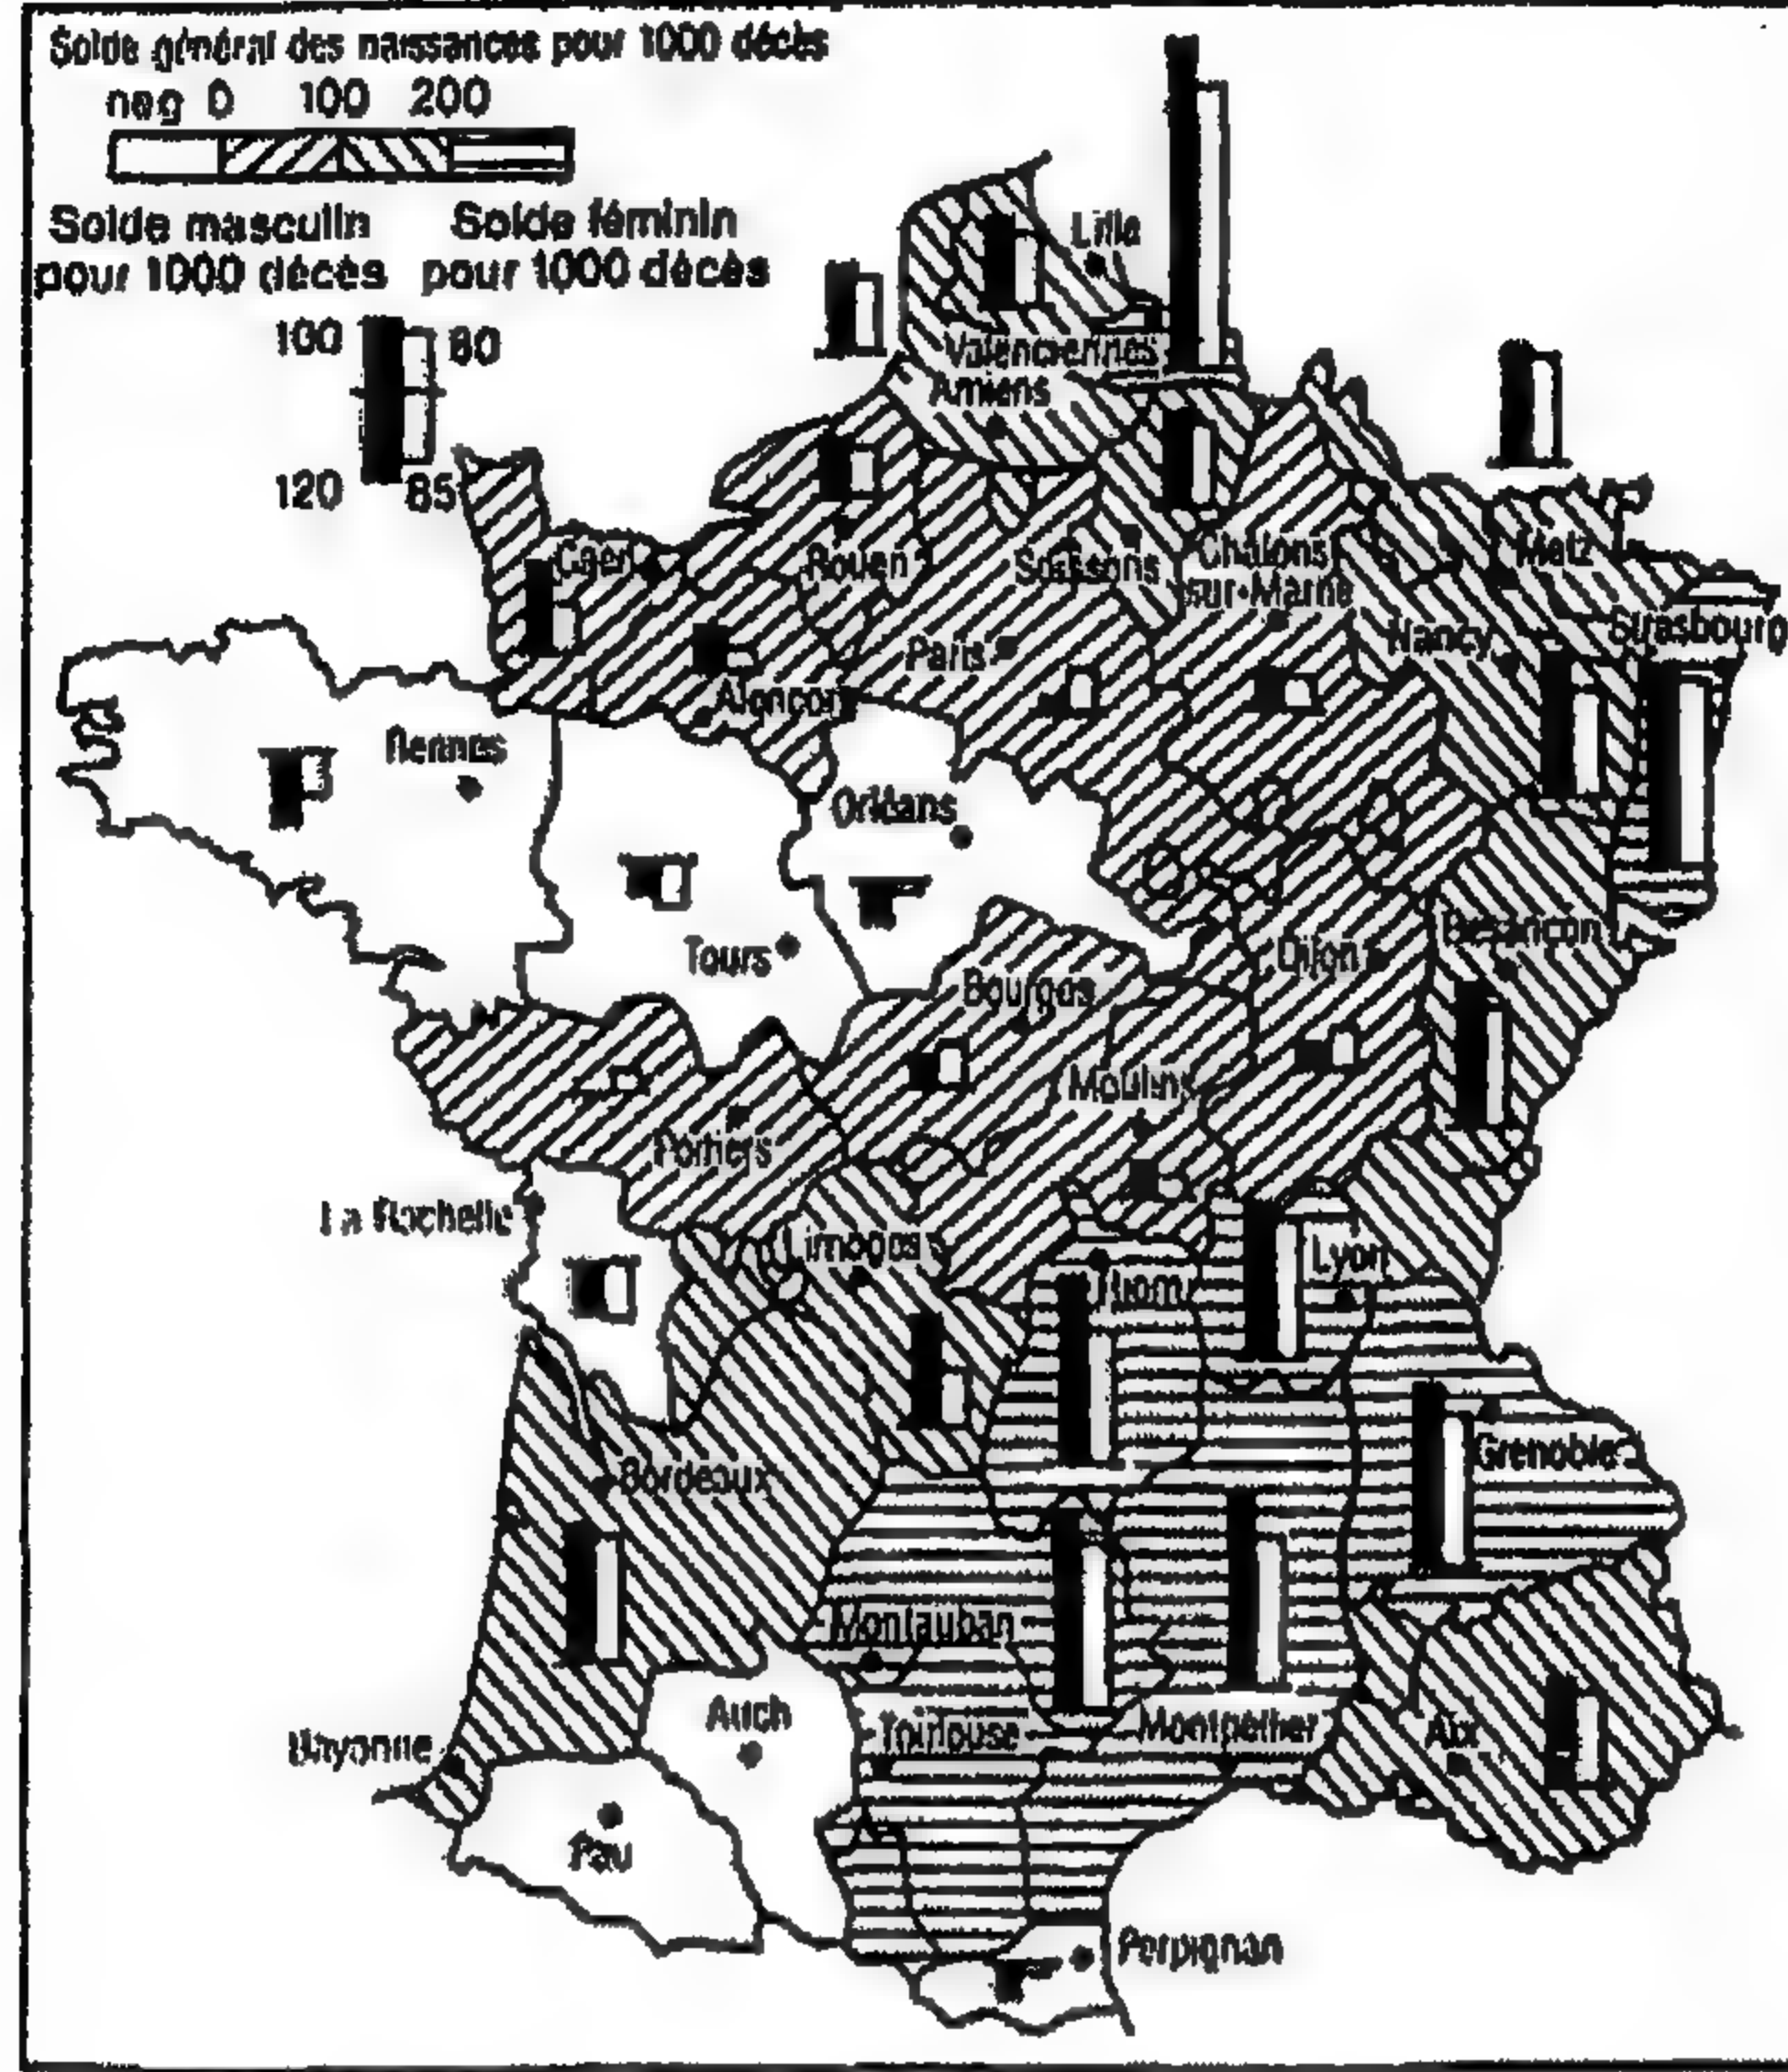 Solde général des naissances pour 1000 décès
neg 0 100 200
Solde masculin
pour 1000 décès
Solde féminin
pour 1000 décès
100 80
120 85
Lille
Valenciennes
Amiens
Caen
Rouen
Soissons
Chalons
sur-Marne
Metz
Strasbourg
Nancy
Paris
Alençon
Rennes
Orléans
Tours
Bourges
Dijon
Besançon
Moulins
Poitiers
La Rochelle
Limoges
Riom
Lyon
Grenoble
Bordeaux
Montauban
Auch
Toulouse
Montpellier
Aix
Bayonne
Pau
Perpignan